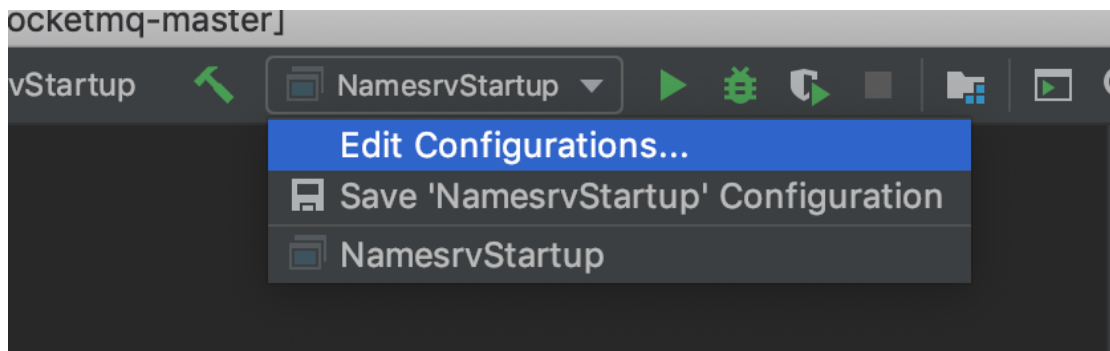 ocketmq-master]
vStartup
NamesrvStartup
Edit Configurations...
Save 'NamesrvStartup' Configuration
NamesrvStartup